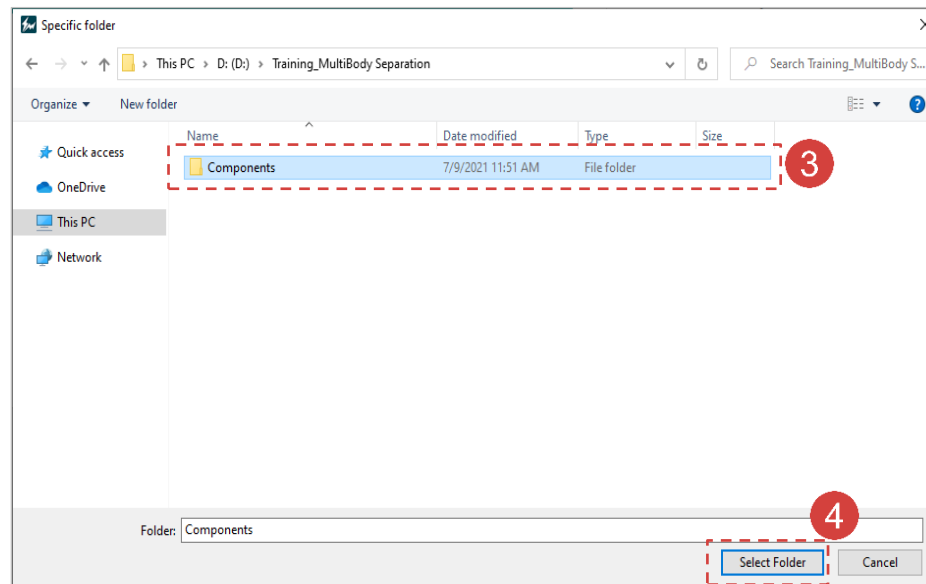 Specific folder
This PC > D: (D:) > Training_MultiBody Separation
Search Training_MultiBody S...
Organize
New folder
?
Name Date modified Type Size
Quick access
Components 7/9/2021 11:51 AM File folder
3
OneDrive
This PC
Network
4
Folder: Components
Select Folder Cancel